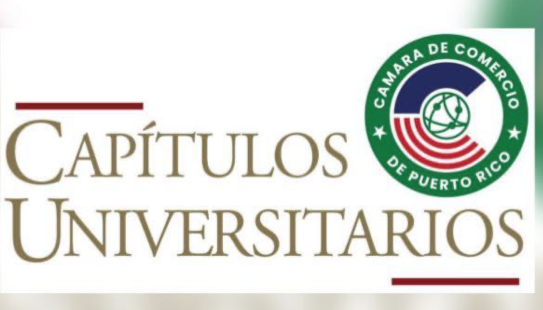 CAMARA DE COMERCIO
DE PUERTO RICO
CAPÍTULOS
UNIVERSITARIOS